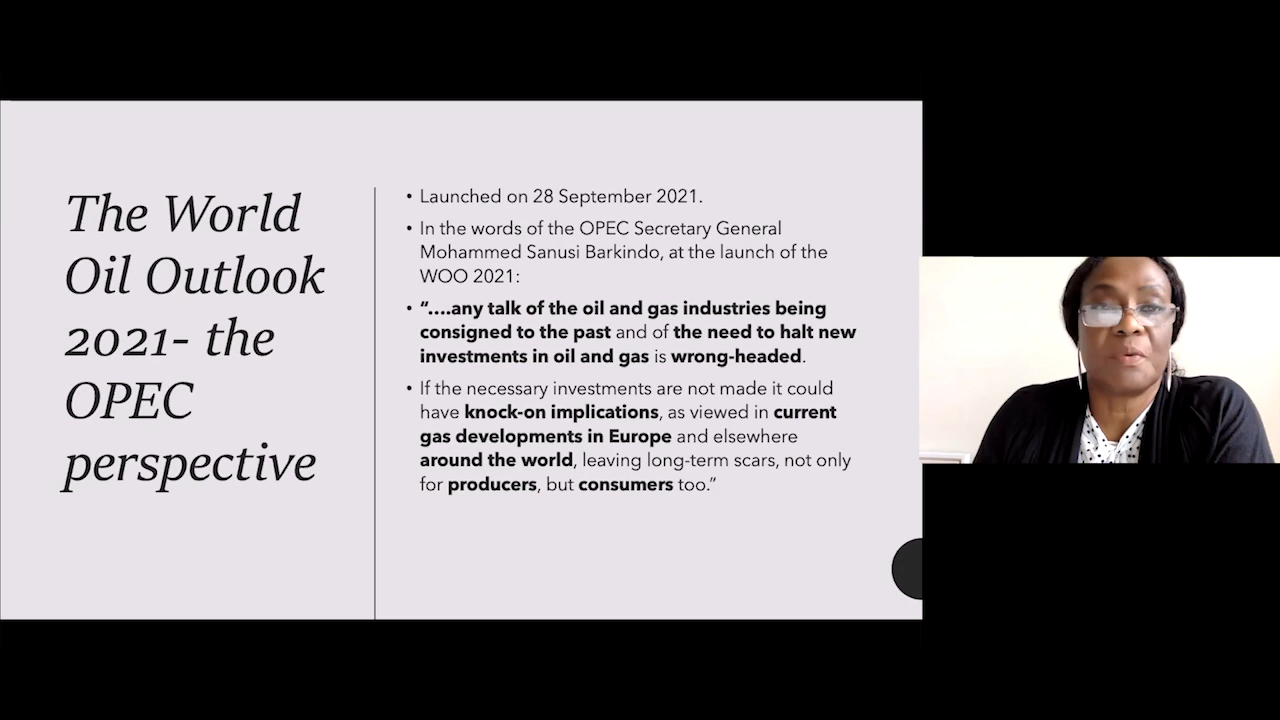 The World
Oil Outlook
2021- the
OPEC
perspective
• Launched on 28 September 2021.
• In the words of the OPEC Secretary General
Mohammed Sanusi Barkindo, at the launch of the
WOO 2021:
• “....any talk of the oil and gas industries being
consigned to the past and of the need to halt new
investments in oil and gas is wrong-headed.
• If the necessary investments are not made it could
have knock-on implications, as viewed in current
gas developments in Europe and elsewhere
around the world, leaving long-term scars, not only
for producers, but consumers too.”